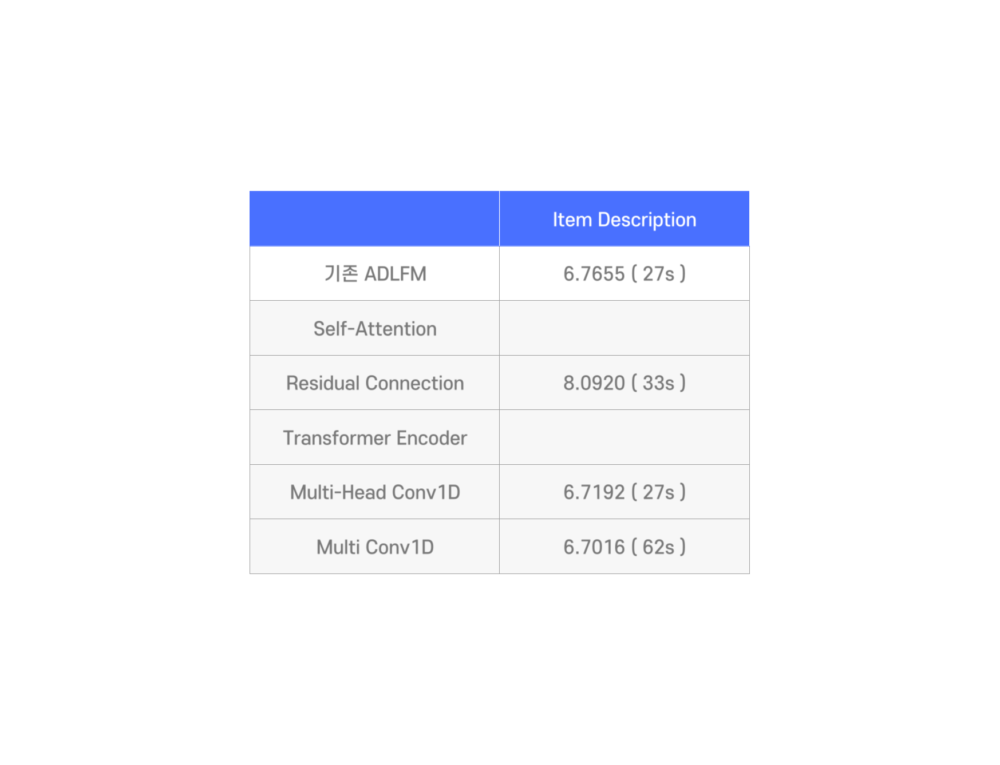 Item Description
기존 ADLFM 6.7655 ( 27s )
Self-Attention
Residual Connection 8.0920 ( 33s )
Transformer Encoder
Multi-Head Conv1D 6.7192 ( 27s )
Multi Conv1D 6.7016 ( 62s )